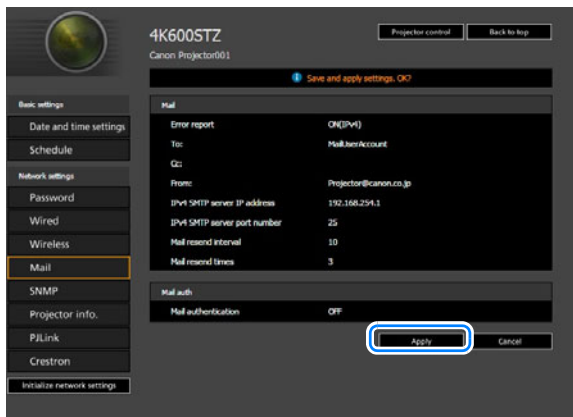 4K600STZ
Projector control
Back to top
Canon Projector001
Save and apply settings, OK?
Basic settings
Date and time settings
Schedule
Network settings
Password
Wired
Wireless
Mail
SNMP
Projector info.
PJLink
Crestron
Initialize network settings
Mail
Error report ON(IPv4)
To: MailUserAccount
Cc:
From: Projector@canon.co.jp
IPv4 SMTP server IP address 192.168.254.1
IPv4 SMTP server port number 25
Mail resend interval 10
Mail resend times 3
Mail auth
Mail authentication OFF
Apply
Cancel